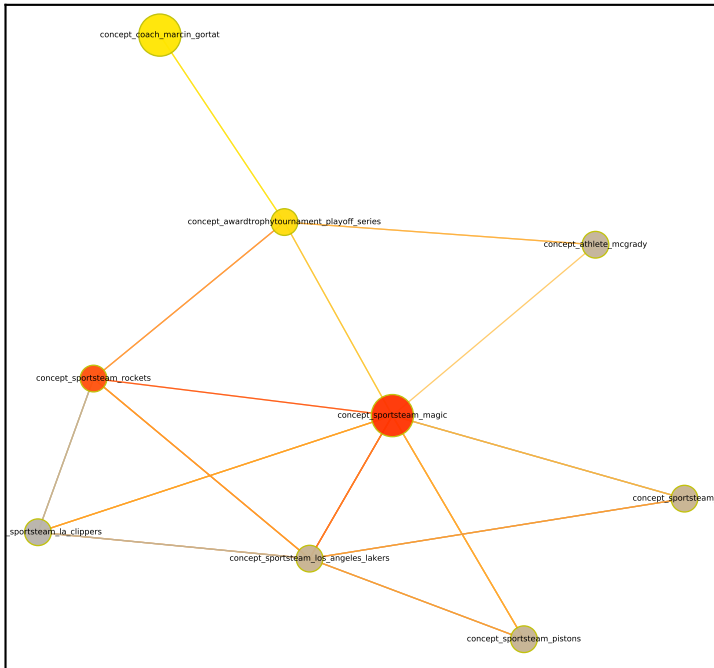 concept_coach_marcin_gortat
concept_awardtrophytournament_playoff_series
concept_athlete_mcgrady
concept_sportsteam_rockets
concept_sportsteam_magic
concept_sportsteam
_sportsteam_la_clippers
concept_sportsteam_los_angeles_lakers
concept_sportsteam_pistons